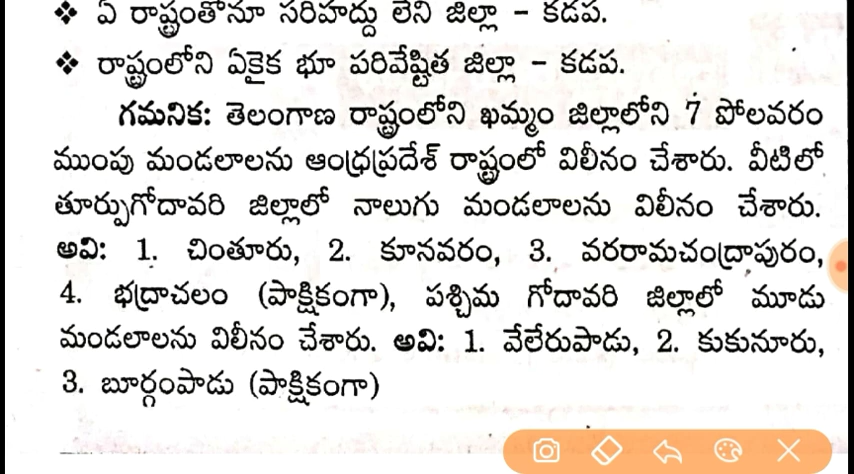 ❖ ఏ రాష్ట్రంతోనూ సరిహద్దు లేని జిల్లా – కడప.
❖ రాష్ట్రంలోని ఏకైక భూ పరివేష్టిత జిల్లా – కడప.
గమనిక: తెలంగాణ రాష్ట్రంలోని ఖమ్మం జిల్లాలోని 7 పోలవరం
ముంపు మండలాలను ఆంధ్రప్రదేశ్ రాష్ట్రంలో విలీనం చేశారు. వీటిలో
తూర్పుగోదావరి జిల్లాలో నాలుగు మండలాలను విలీనం చేశారు.
అవి: 1. చింతూరు, 2. కూనవరం, 3. వరరామచంద్రాపురం,
4. భద్రాచలం (పాక్షికంగా), పశ్చిమ గోదావరి జిల్లాలో మూడు
మండలాలను విలీనం చేశారు. అవి: 1. వేలేరుపాడు, 2. కుకునూరు,
3. బూర్గంపాడు (పాక్షికంగా)